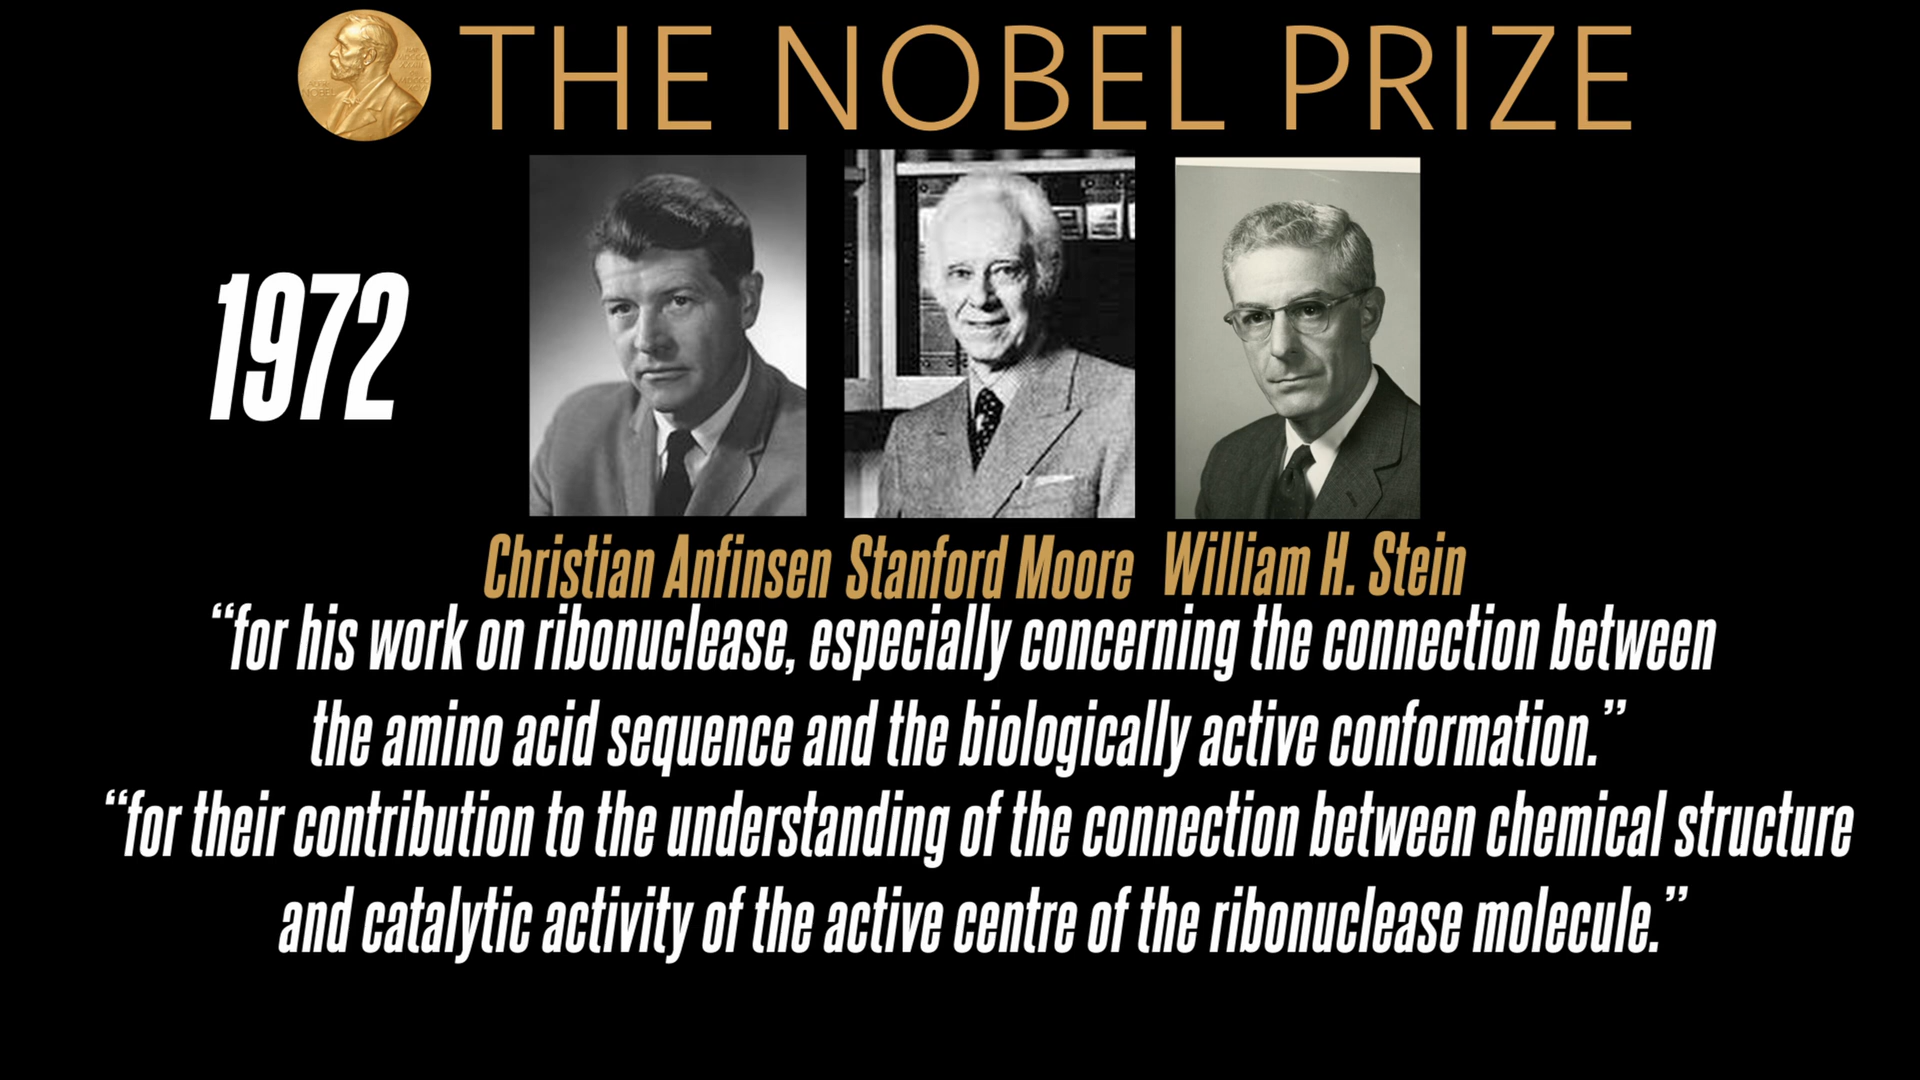 THE NOBEL PRIZE
1972
Christian Anfinsen Stanford Moore William H. Stein
“for his work on ribonuclease, especially concerning the connection between
the amino acid sequence and the biologically active conformation.”
“for their contribution to the understanding of the connection between chemical structure
and catalytic activity of the active centre of the ribonuclease molecule.”